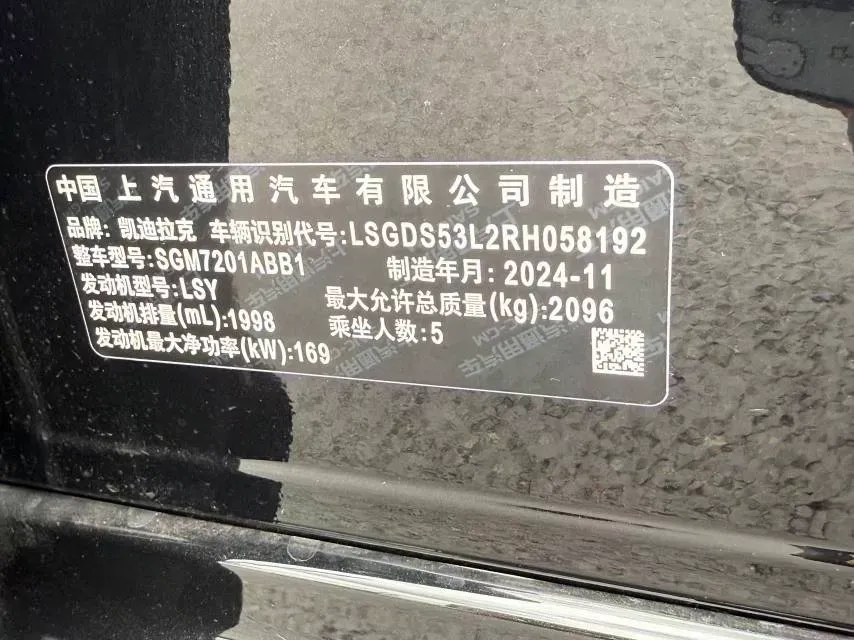 中国上汽通用汽车有限公司制造
品牌: 凯迪拉克 车辆识别代号:LSGDS53L2RH058192
整车型号:SGM7201ABB1 制造年月: 2024-11
发动机型号:LSY 最大允许总质量(kg):2096
发动机排量(mL):1998 乘坐人数:5
发动机最大净功率(kW):169